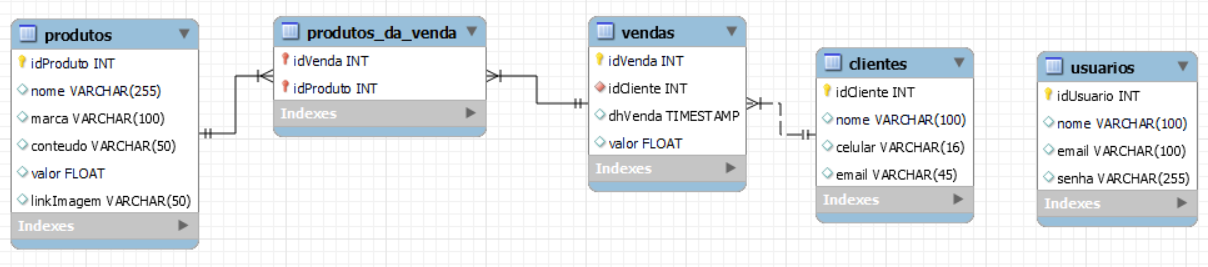 produtos
idProduto INT
nome VARCHAR(255)
marca VARCHAR(100)
conteudo VARCHAR(50)
valor FLOAT
linkImagem VARCHAR(50)
Indexes
produtos_da_venda
idVenda INT
idProduto INT
Indexes
vendas
idVenda INT
idCliente INT
dhVenda TIMESTAMP
valor FLOAT
Indexes
clientes
idCliente INT
nome VARCHAR(100)
celular VARCHAR(16)
email VARCHAR(45)
Indexes
usuarios
idUsuario INT
nome VARCHAR(100)
email VARCHAR(100)
senha VARCHAR(255)
Indexes